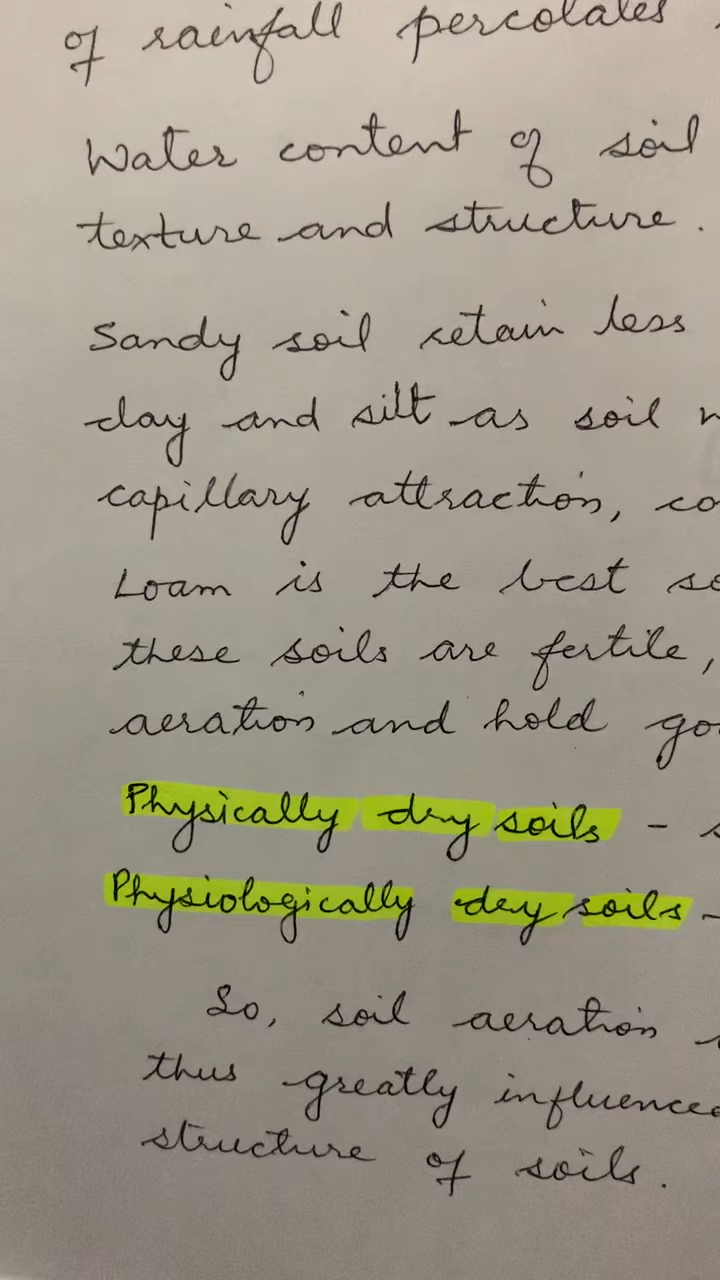 of rainfall percolates
Water content of soil
texture and structure.
Sandy soil retain less
clay and silt as soil
capillary attraction,
Loam is the best
these soils are fertile,
aeration and hold
Physically dry soils -
Physiologically dry soils -
So, soil aeration
thus greatly influenced
structure of soils.